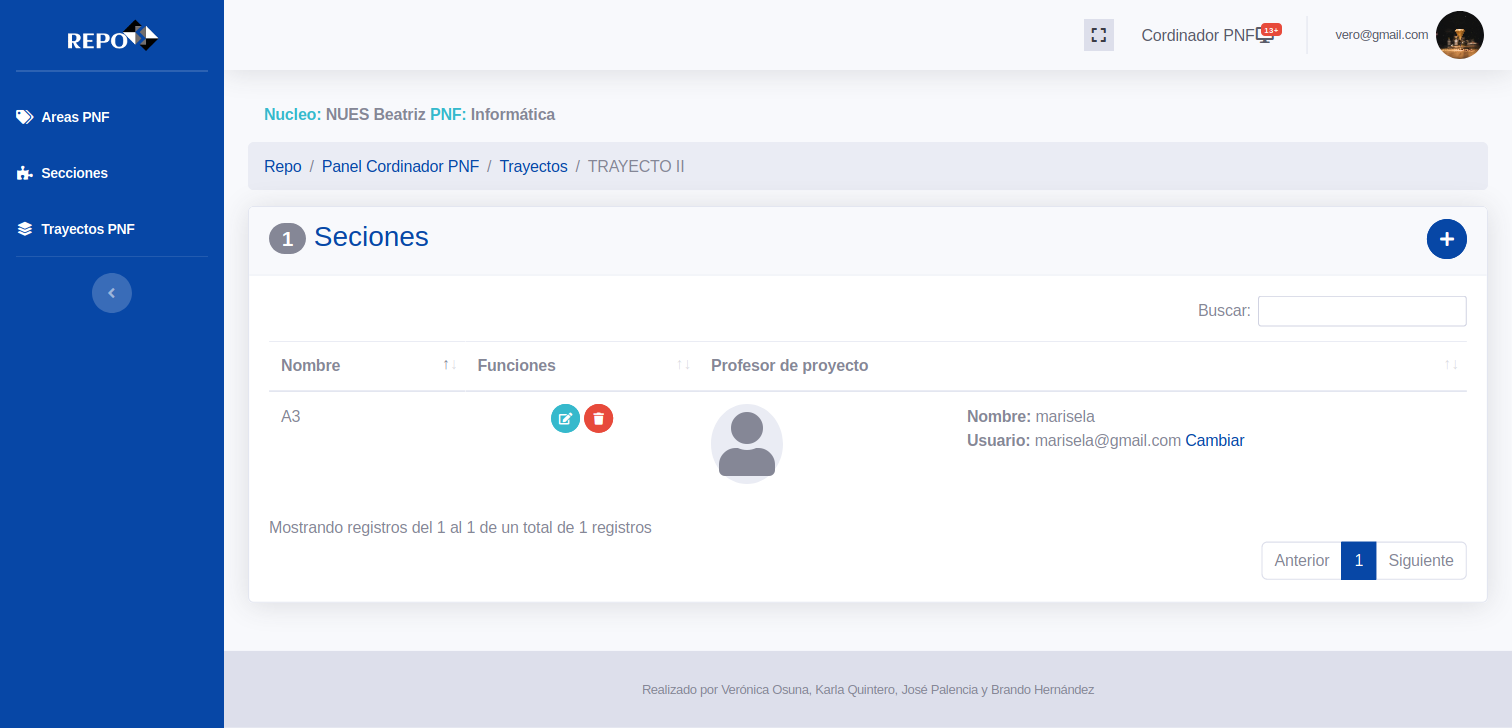 REPO
Cordinador PNF
13+
vero@gmail.com
Areas PNF
Secciones
Trayectos PNF
Nucleo: NUES Beatriz PNF: Informática
Repo / Panel Cordinador PNF / Trayectos / TRAYECTO II
1 Seciones
Buscar:
Nombre Funciones Profesor de proyecto
A3
Nombre: marisela
Usuario: marisela@gmail.com Cambiar
Mostrando registros del 1 al 1 de un total de 1 registros
Anterior 1 Siguiente
Realizado por Verónica Osuna, Karla Quintero, José Palencia y Brando Hernández